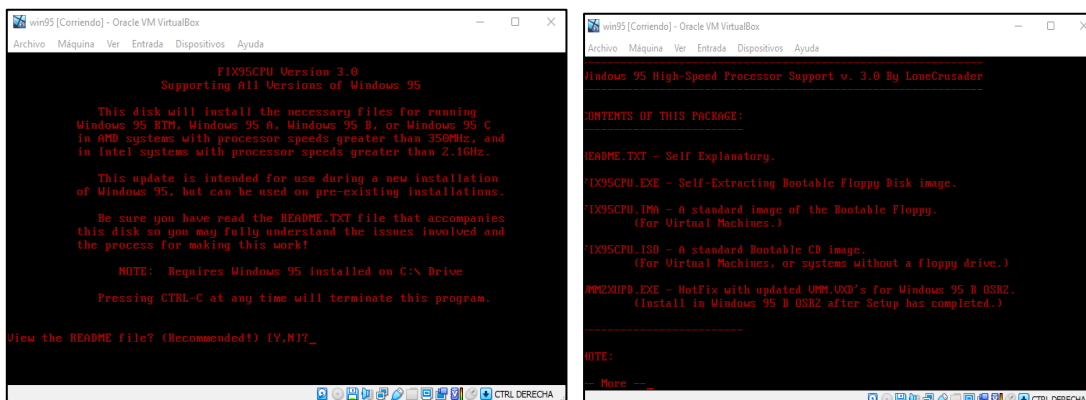 win95 [Corriendo] - Oracle VM VirtualBox
Archivo Máquina Ver Entrada Dispositivos Ayuda
FIX95CPU Version 3.0
Supporting All Versions of Windows 95
This disk will install the necessary files for running
Windows 95 RTM, Windows 95 A, Windows 95 B, or Windows 95 C
in AMD systems with processor speeds greater than 350MHz, and
in Intel systems with processor speeds greater than 2.1GHz.
This update is intended for use during a new installation
of Windows 95, but can be used on pre-existing installations.
Be sure you have read the README.TXT file that accompanies
this disk so you may fully understand the issues involved and
the process for making this work!
NOTE: Requires Windows 95 installed on C:\ Drive
Pressing CTRL-C at any time will terminate this program.
View the README file? (Recommended!) [Y,N]?_
CTRL DERECHA
win95 [Corriendo] - Oracle VM VirtualBox
Archivo Máquina Ver Entrada Dispositivos Ayuda
------------------------------------------------------------
Windows 95 High-Speed Processor Support v. 3.0 By LoneCrusader
------------------------------------------------------------
CONTENTS OF THIS PACKAGE:
------------------------
README.TXT - Self Explanatory.
FIX95CPU.EXE - Self-Extracting Bootable Floppy Disk image.
FIX95CPU.IMA - A standard image of the Bootable Floppy.
(For Virtual Machines.)
FIX95CPU.ISO - A standard Bootable CD image.
(For Virtual Machines, or systems without a floppy drive.)
VMM2XUPD.EXE - HotFix with updated VMM.VXD's for Windows 95 B OSR2.
(Install in Windows 95 B OSR2 after Setup has completed.)
------------------------
NOTE:
-- More --_
CTRL DERECHA